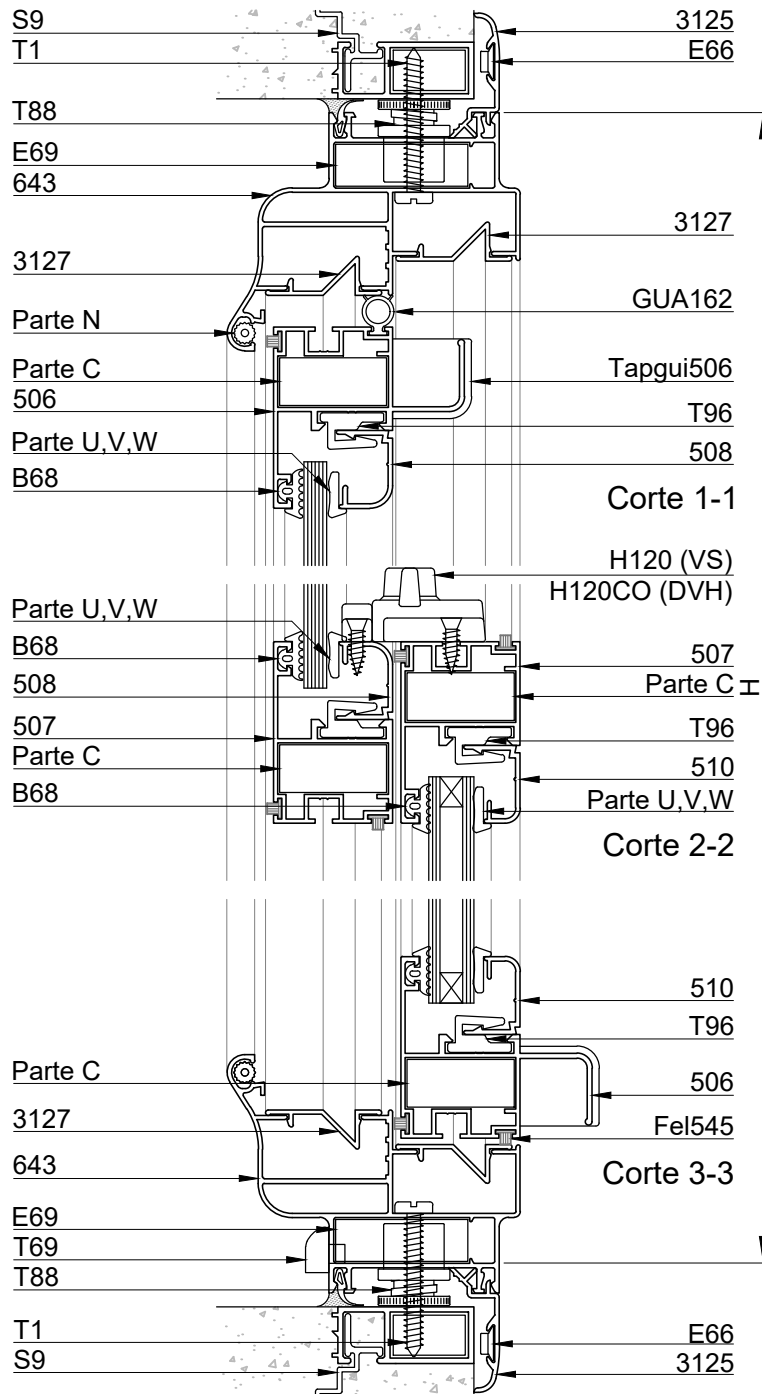 S9
3125
T1
E66
T88
E69
643
3127
3127
GUA162
Parte N
Parte C
Tapgui506
506
T96
Parte U,V,W
508
B68
Corte 1-1
H120 (VS)
H120CO (DVH)
Parte U,V,W
B68
507
508
Parte C
H
507
T96
Parte C
510
B68
Parte U,V,W
Corte 2-2
510
T96
Parte C
506
3127
Fel545
643
Corte 3-3
E69
T69
T88
T1
E66
S9
3125